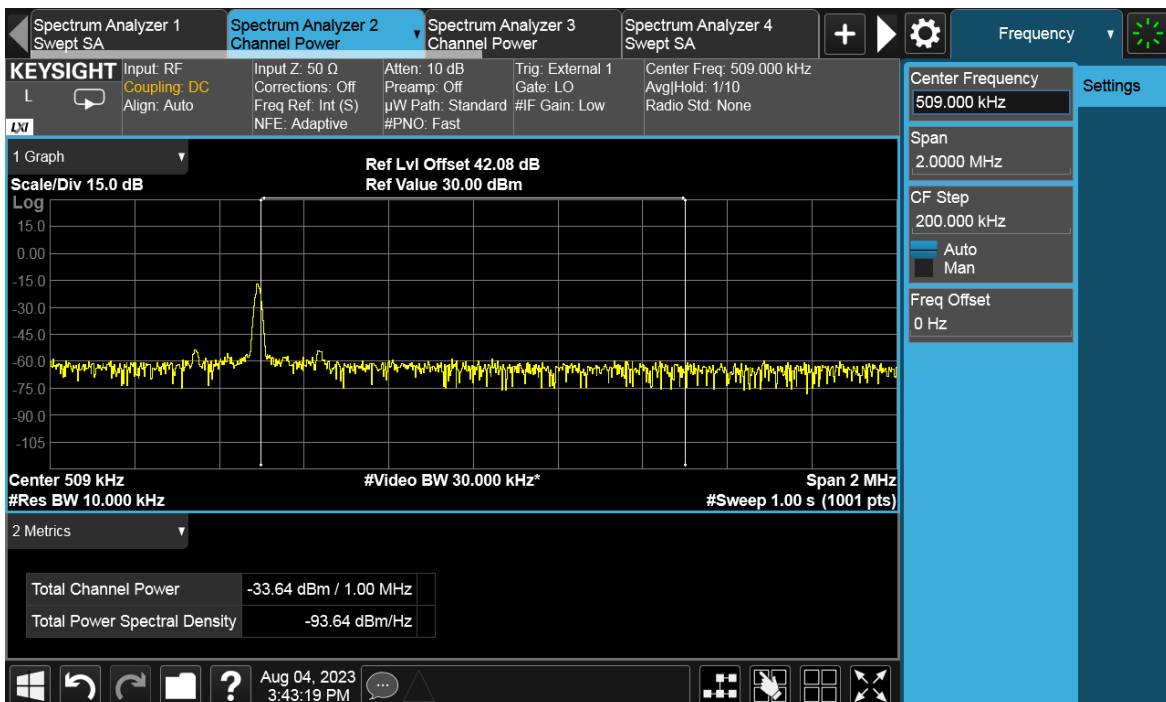 Spectrum Analyzer 1
Swept SA
Spectrum Analyzer 2
Channel Power
Spectrum Analyzer 3
Channel Power
Spectrum Analyzer 4
Swept SA
+
Frequency
KEYSIGHT
L
LXI
Input: RF
Coupling: DC
Align: Auto
Input Z: 50 Ω
Corrections: Off
Freq Ref: Int (S)
NFE: Adaptive
Atten: 10 dB
Preamp: Off
µW Path: Standard
#PNO: Fast
Trig: External 1
Gate: LO
#IF Gain: Low
Center Freq: 509.000 kHz
Avg|Hold: 1/10
Radio Std: None
1 Graph
Scale/Div 15.0 dB
Ref Lvl Offset 42.08 dB
Ref Value 30.00 dBm
Log
15.0
0.00
-15.0
-30.0
-45.0
-60.0
-75.0
-90.0
-105
Center 509 kHz
#Res BW 10.000 kHz
#Video BW 30.000 kHz*
Span 2 MHz
#Sweep 1.00 s (1001 pts)
2 Metrics
Total Channel Power -33.64 dBm / 1.00 MHz
Total Power Spectral Density -93.64 dBm/Hz
?
Aug 04, 2023
3:43:19 PM
Center Frequency
509.000 kHz
Span
2.0000 MHz
CF Step
200.000 kHz
Auto
Man
Freq Offset
0 Hz
Settings